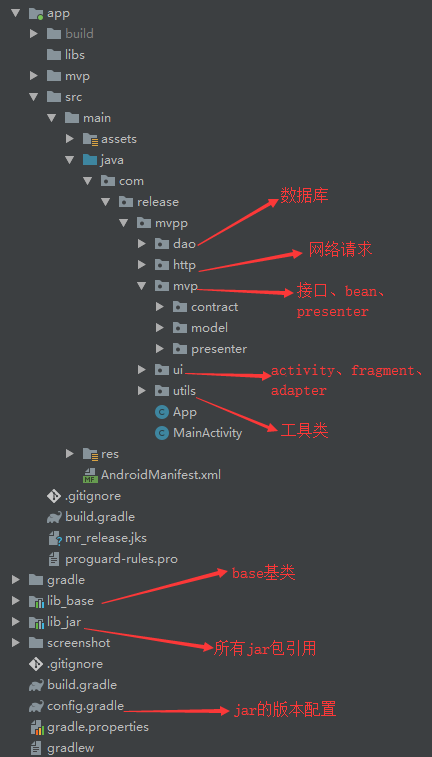 app
build
libs
mvp
src
main
assets
java
com
release
mvpp
数据库
dao
http
网络请求
mvp
接口、bean、
presenter
contract
model
presenter
ui
activity、fragment、
adapter
utils
App
MainActivity
工具类
res
AndroidManifest.xml
MF
.gitignore
build.gradle
mr_release.jks
proguard-rules.pro
gradle
base基类
lib_base
lib_jar
所有jar包引用
screenshot
.gitignore
build.gradle
config.gradle
jar的版本配置
gradle.properties
gradlew